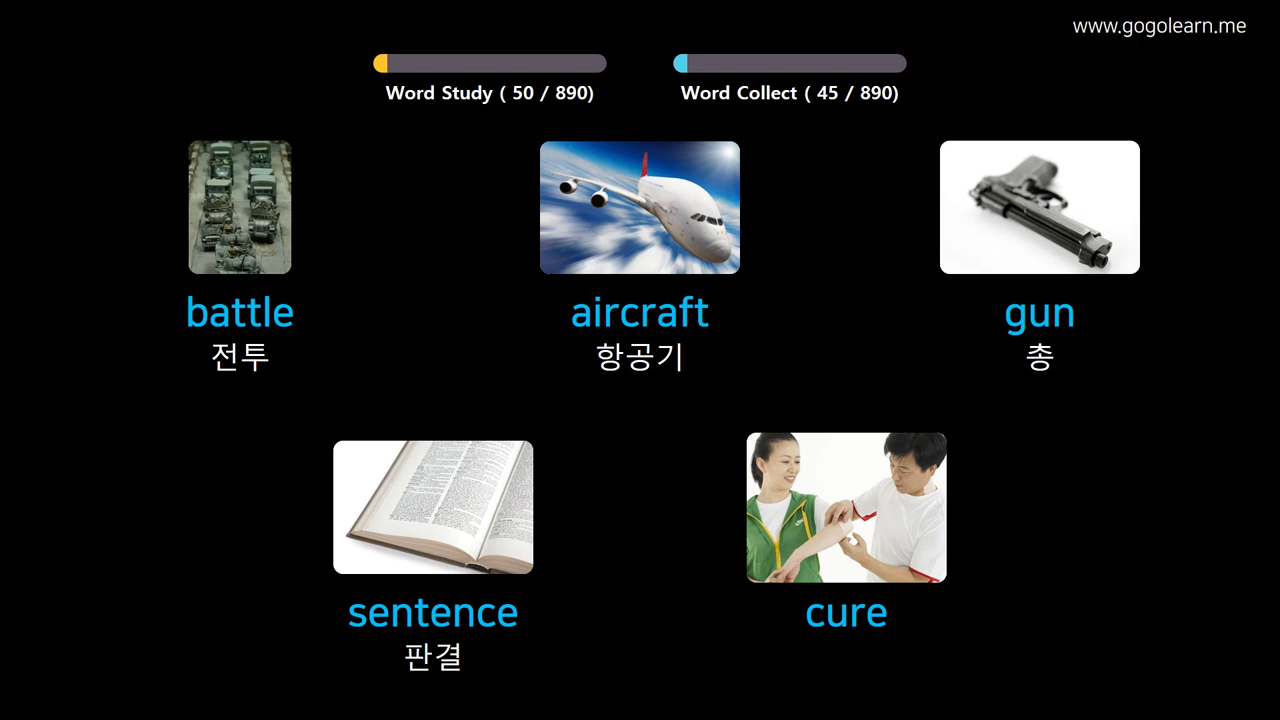 www.gogolearn.me
Word Study ( 50 / 890)
Word Collect ( 45 / 890)
battle
전투
aircraft
항공기
gun
총
sentence
판결
cure